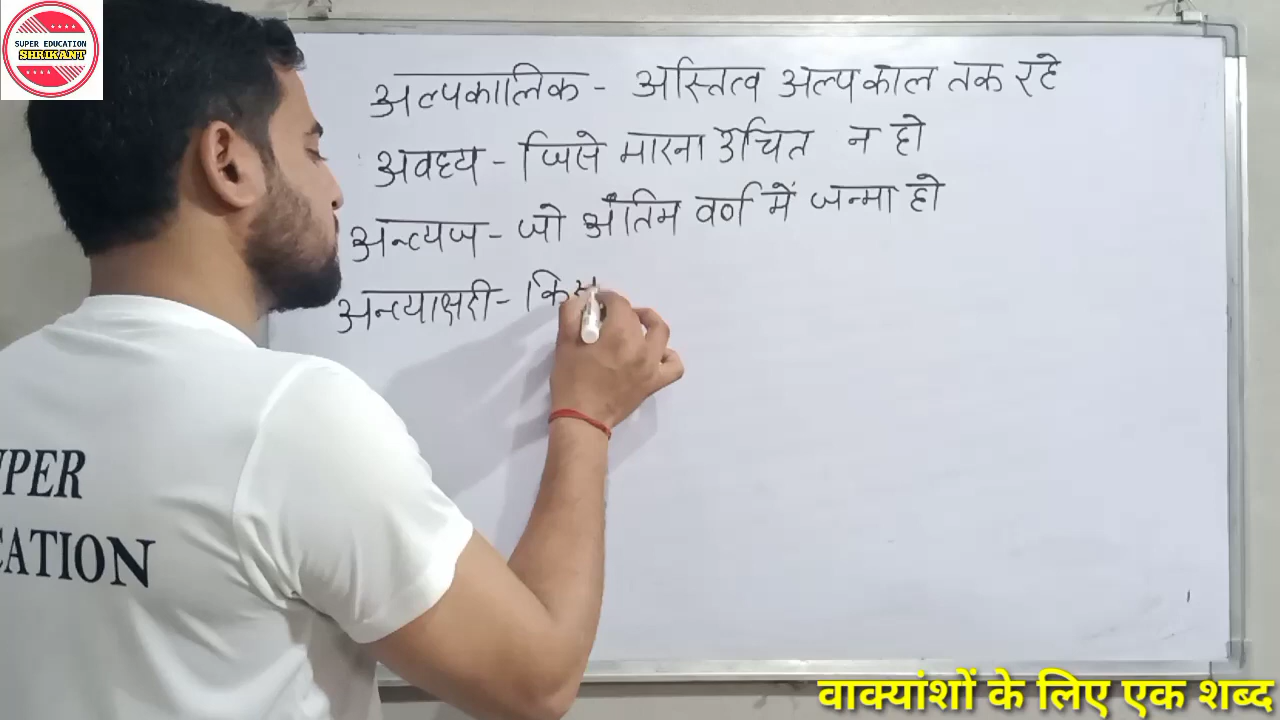 SUPER EDUCATION
SHRIKANT
अल्पकालिक - अस्तित्व अल्पकाल तक रहे
अवध्य - जिसे मारना उचित न हो
अन्त्यज - जो अंतिम वर्ण में जन्मा हो
अन्त्याक्षरी -
UPER
CATION
वाक्यांशों के लिए एक शब्द